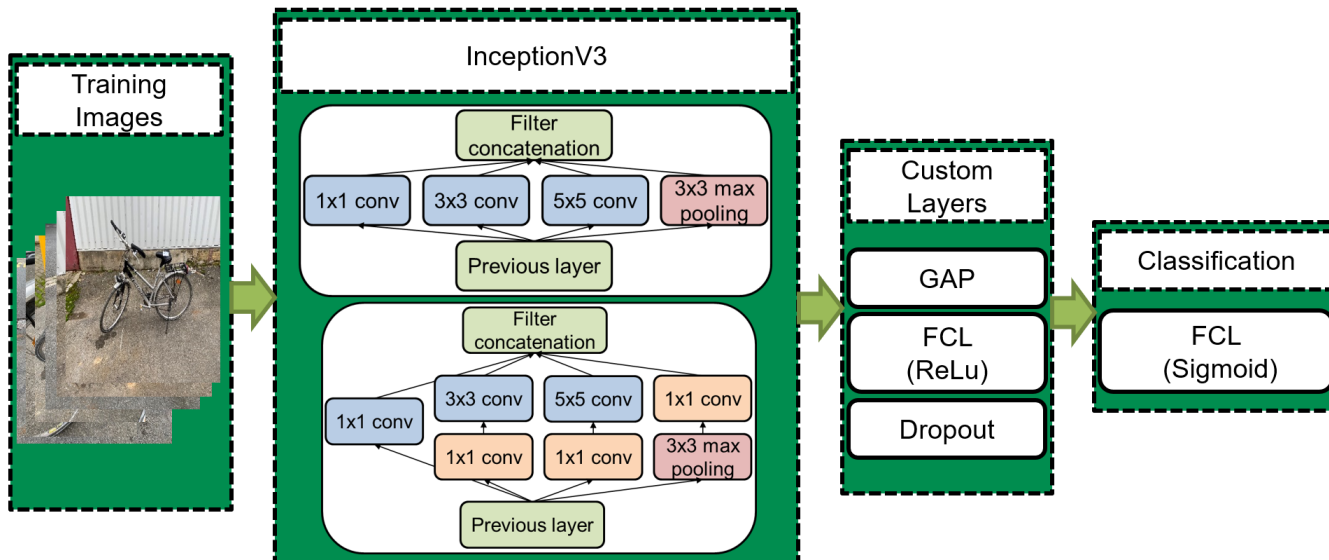 Training
Images
InceptionV3
Filter
concatenation
1x1 conv
3x3 conv
5x5 conv
3x3 max
pooling
Previous layer
Filter
concatenation
1x1 conv
3x3 conv
5x5 conv
1x1 conv
1x1 conv
1x1 conv
3x3 max
pooling
Previous layer
Custom
Layers
GAP
FCL
(ReLu)
Dropout
Classification
FCL
(Sigmoid)